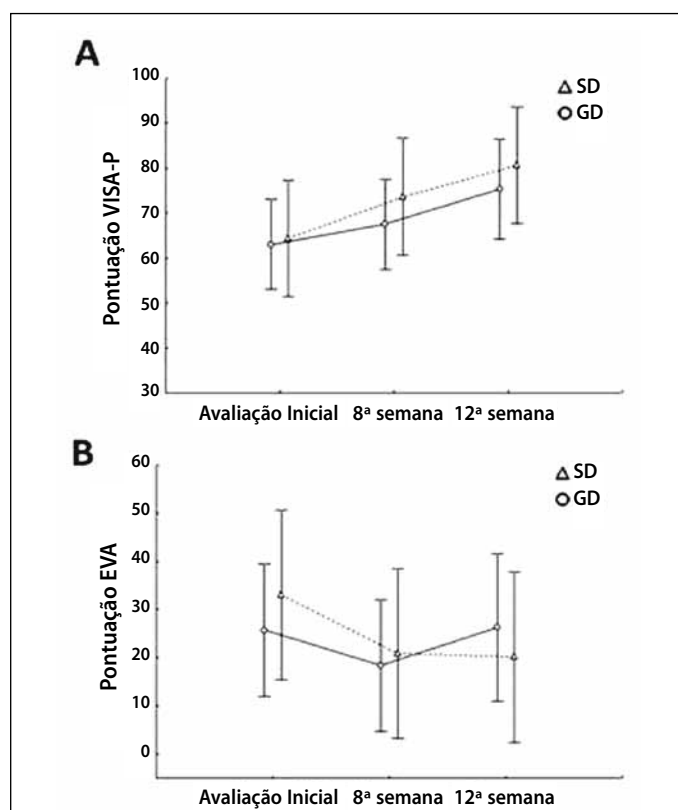 A
100
90
80
70
60
50
40
30
Pontuação VISA-P
SD
GD
Avaliação Inicial 8ª semana 12ª semana
B
60
50
40
30
20
10
0
Pontuação EVA
SD
GD
Avaliação Inicial 8ª semana 12ª semana